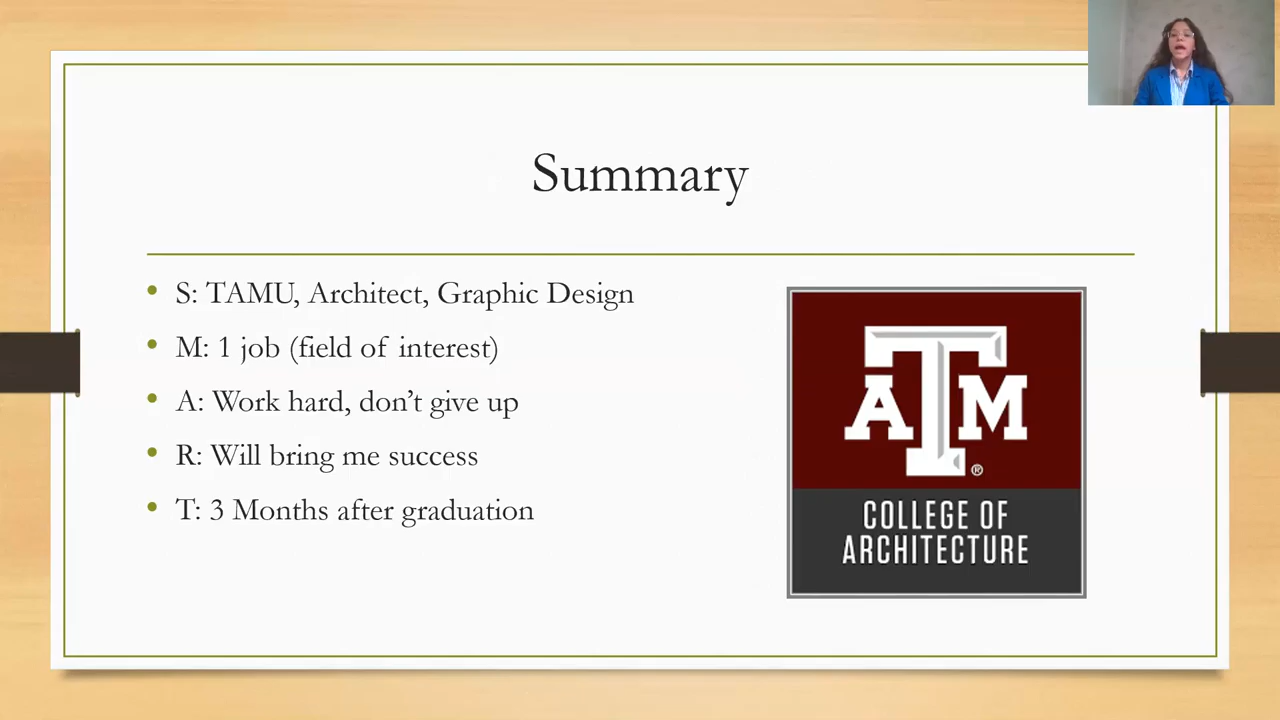 Summary
S: TAMU, Architect, Graphic Design
M: 1 job (field of interest)
A: Work hard, don’t give up
R: Will bring me success
T: 3 Months after graduation
ATM
®
COLLEGE OF
ARCHITECTURE